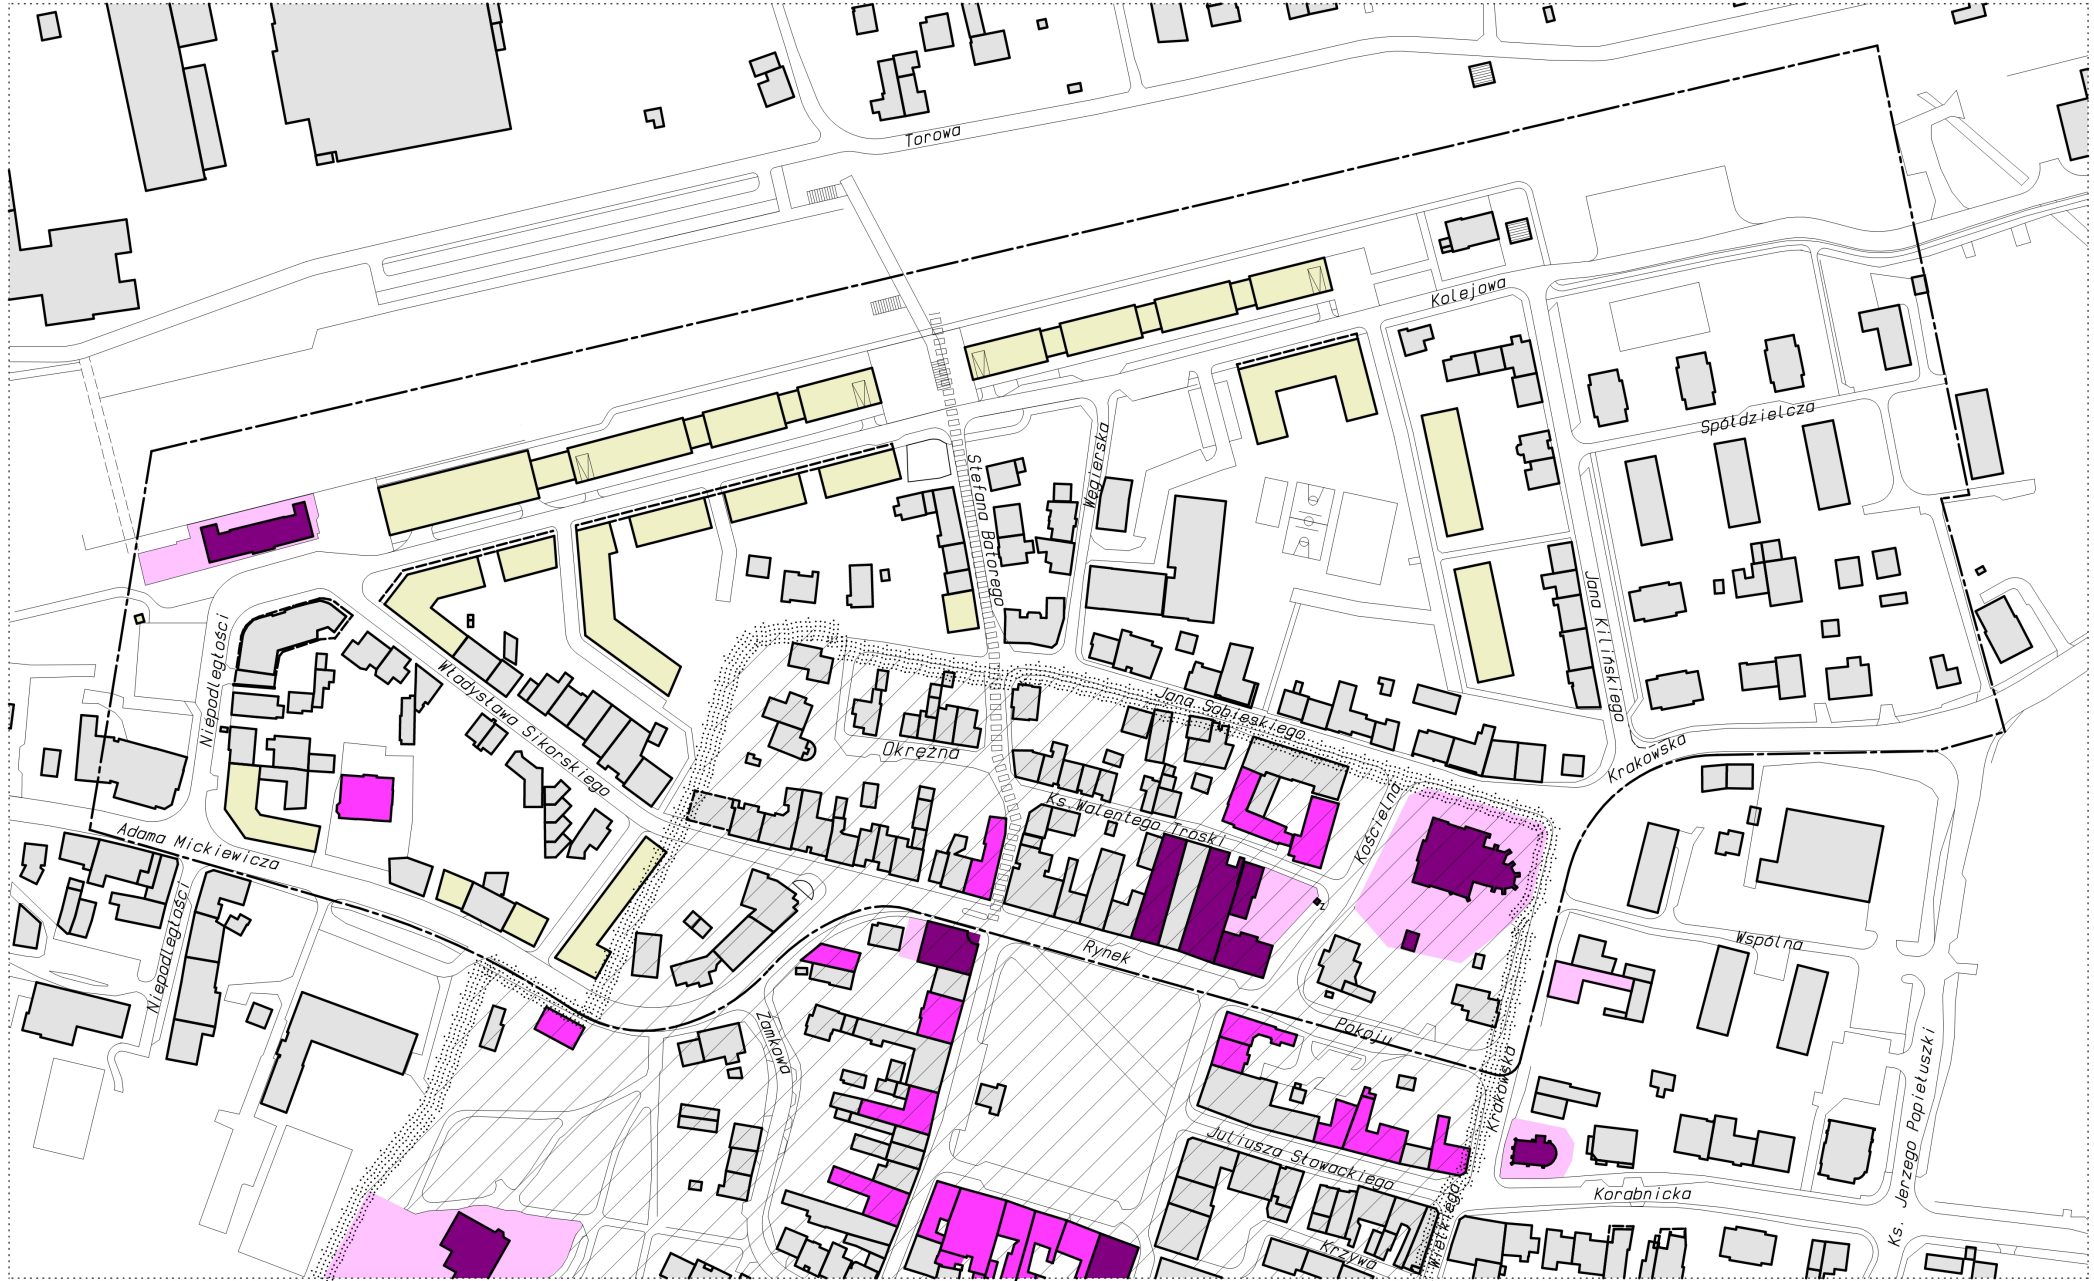 Torowa
Kolejowa
Spółdzielcza
Węgierska
Stefana Batorego
Jana Kilińskiego
Niepodległości
Władysława Sikorskiego
Jana Sobieskiego
Okrężna
Krakowska
Ks. Walentego Troski
Kościelna
Adama Mickiewicza
Niepodległości
Rynek
Wspólna
Zamkowa
Pokoju
Krakowska
Ks. Jerzego Popiełuszki
Juliusza Słowackiego
Korabnicka
Krzywa